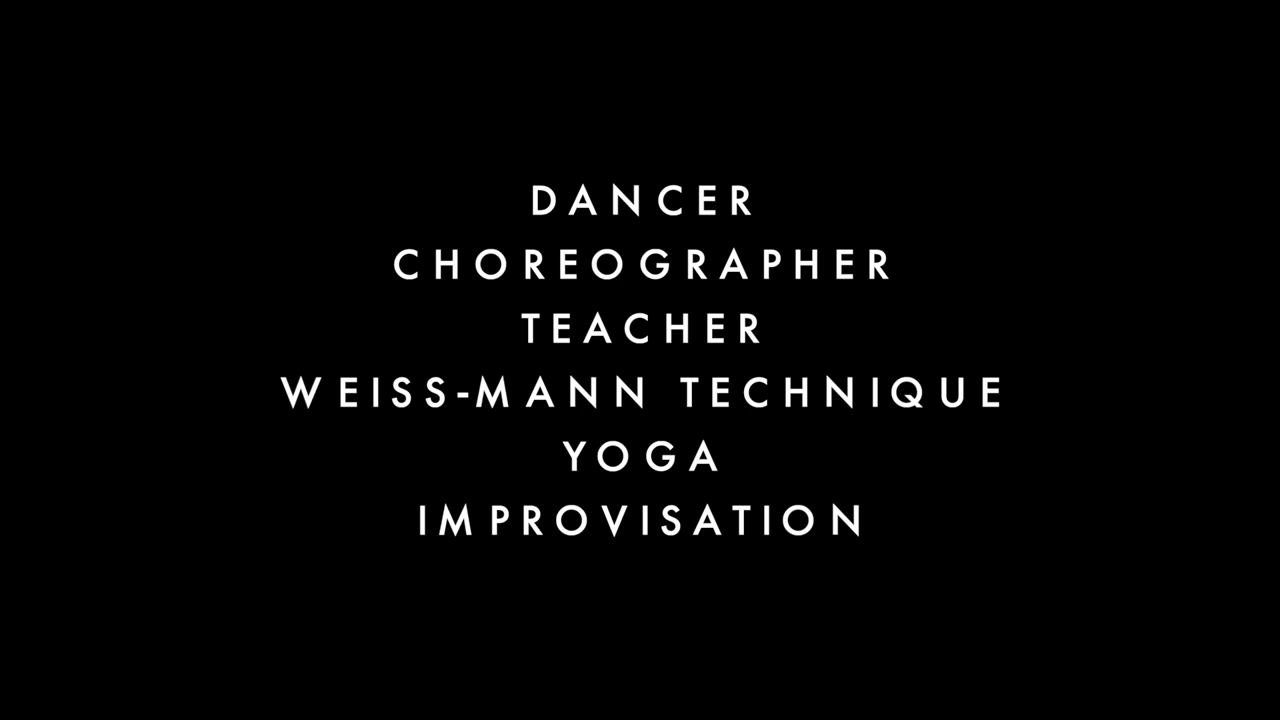 DANCER
CHOREOGRAPHER
TEACHER
WEISS-MANN TECHNIQUE
YOGA
IMPROVISATION